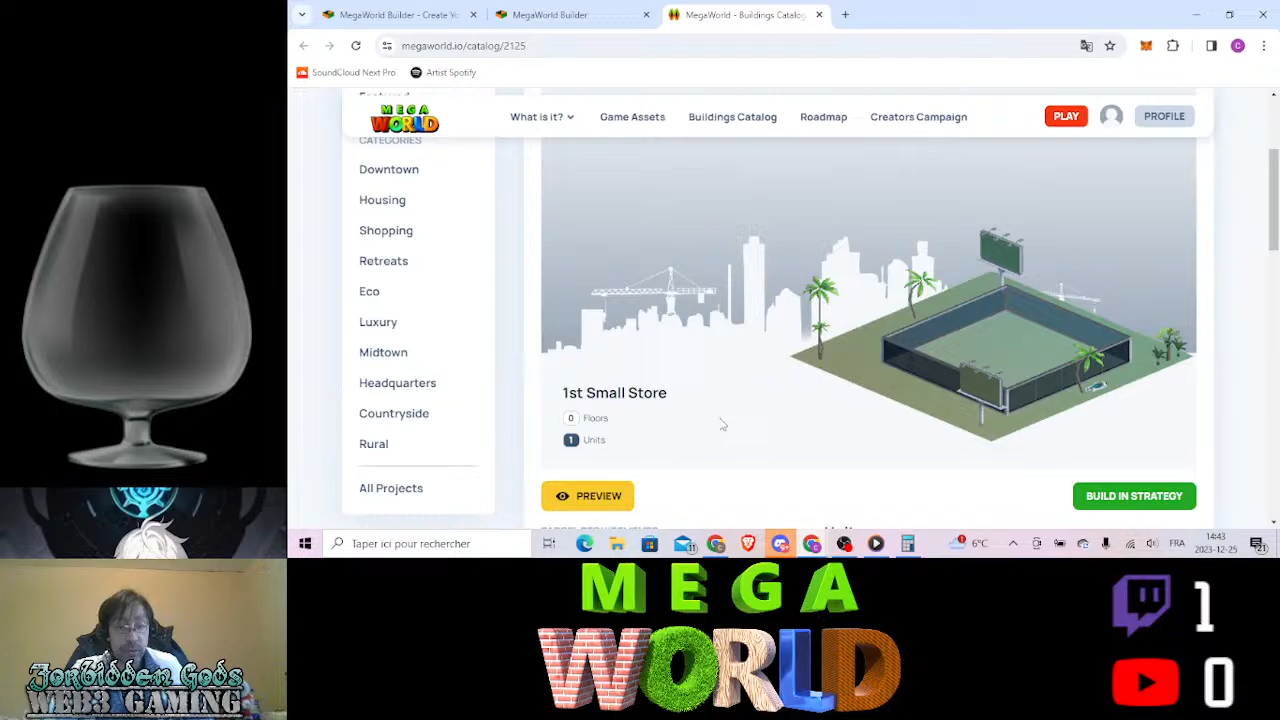 MegaWorld Builder - Create Yo
MegaWorld Builder
MegaWorld - Buildings Catalog
megaworld.io/catalog/2125
SoundCloud Next Pro
Artist Spotify
Featured
MEGA
WORLD
What is it?
Game Assets
Buildings Catalog
Roadmap
Creators Campaign
PLAY
PROFILE
CATEGORIES
Downtown
Housing
Shopping
Retreats
Eco
Luxury
Midtown
Headquarters
Countryside
Rural
All Projects
1st Small Store
0 Floors
1 Units
PREVIEW
BUILD IN STRATEGY
Taper ici pour rechercher
11
6°C
FRA
14:43
2023-12-25
21
Forbidden Gods
WEB3 GAMING
MEGA
WORLD
1
0